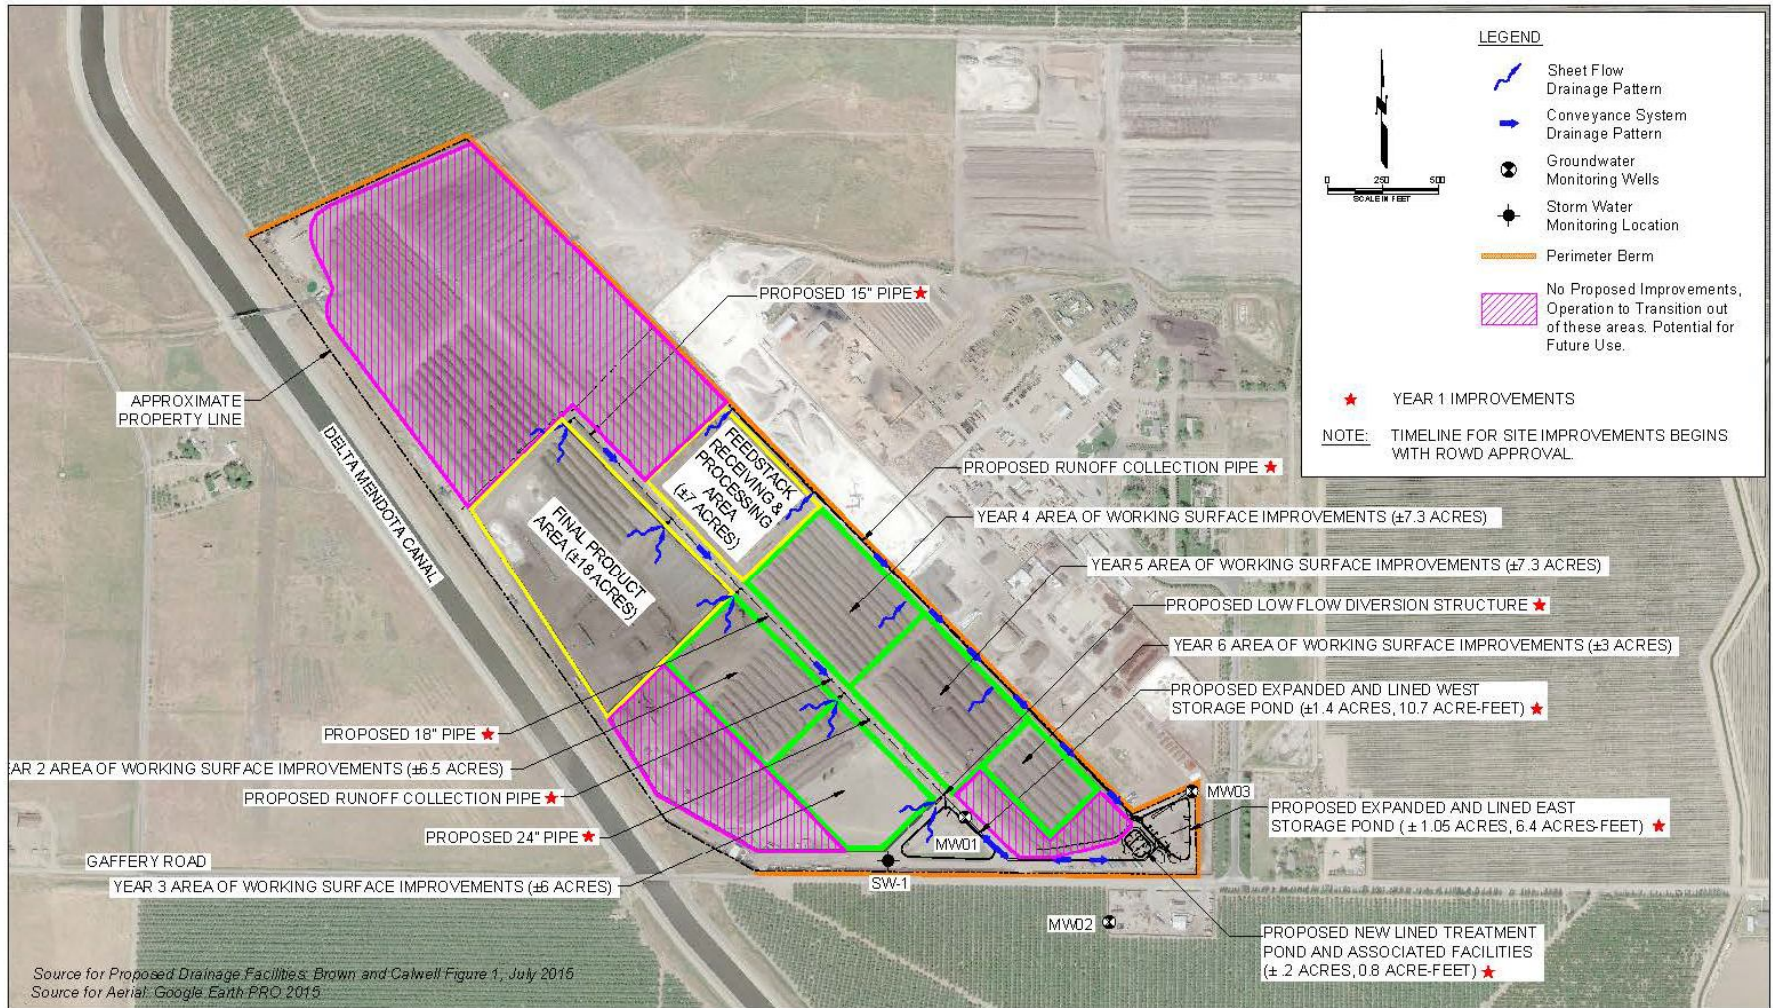 LEGEND
Sheet Flow
Drainage Pattern
Conveyance System
Drainage Pattern
N
Groundwater
Monitoring Wells
0 250 500
SCALE IN FEET
Storm Water
Monitoring Location
Perimeter Berm
No Proposed Improvements,
Operation to Transition out
of these areas. Potential for
Future Use.
YEAR 1 IMPROVEMENTS
NOTE: TIMELINE FOR SITE IMPROVEMENTS BEGINS
WITH ROWD APPROVAL.
PROPOSED 15" PIPE
APPROXIMATE
PROPERTY LINE
DELTA MENDOTA CANAL
FEEDSTACK
RECEIVING &
PROCESSING
AREA
(±7 ACRES)
FINAL PRODUCT
AREA (±18 ACRES)
PROPOSED RUNOFF COLLECTION PIPE
YEAR 4 AREA OF WORKING SURFACE IMPROVEMENTS (±7.3 ACRES)
YEAR 5 AREA OF WORKING SURFACE IMPROVEMENTS (±7.3 ACRES)
PROPOSED LOW FLOW DIVERSION STRUCTURE
YEAR 6 AREA OF WORKING SURFACE IMPROVEMENTS (±3 ACRES)
PROPOSED EXPANDED AND LINED WEST
STORAGE POND (±1.4 ACRES, 10.7 ACRE-FEET)
PROPOSED 18" PIPE
EAR 2 AREA OF WORKING SURFACE IMPROVEMENTS (±6.5 ACRES)
PROPOSED RUNOFF COLLECTION PIPE
PROPOSED 24" PIPE
MW03
PROPOSED EXPANDED AND LINED EAST
STORAGE POND ( ± 1.05 ACRES, 6.4 ACRES-FEET)
MW01
GAFFERY ROAD
YEAR 3 AREA OF WORKING SURFACE IMPROVEMENTS (±6 ACRES)
SW-1
MW02
PROPOSED NEW LINED TREATMENT
POND AND ASSOCIATED FACILITIES
(± .2 ACRES, 0.8 ACRE-FEET)
Source for Proposed Drainage Facilities: Brown and Calwell Figure 1, July 2015
Source for Aerial: Google Earth PRO 2015